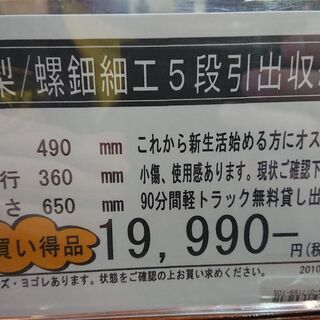 梨/螺鈿細工5段引出収
490 mm これから新生活始める方にオス
行 360 mm 小傷、使用感あります。現状ご確認下
さ 650 mm 90分間軽トラック無料貸し出
買い得品 19,990-円(税
ズ・ヨゴレあります。状態をご確認の上お買い求めください。
2010